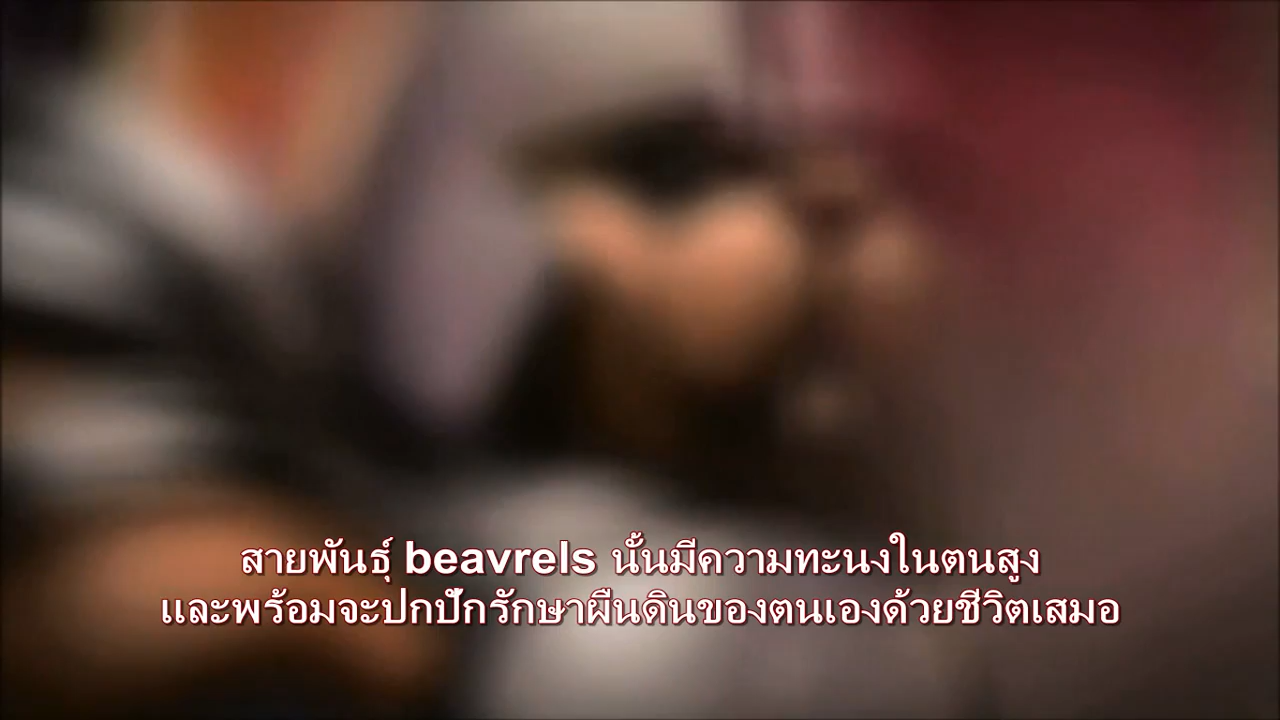 สายพันธุ์ beavrels นั้นมีความทะนงในตนสูง
และพร้อมจะปกปักรักษาผืนดินของตนเองด้วยชีวิตเสมอ